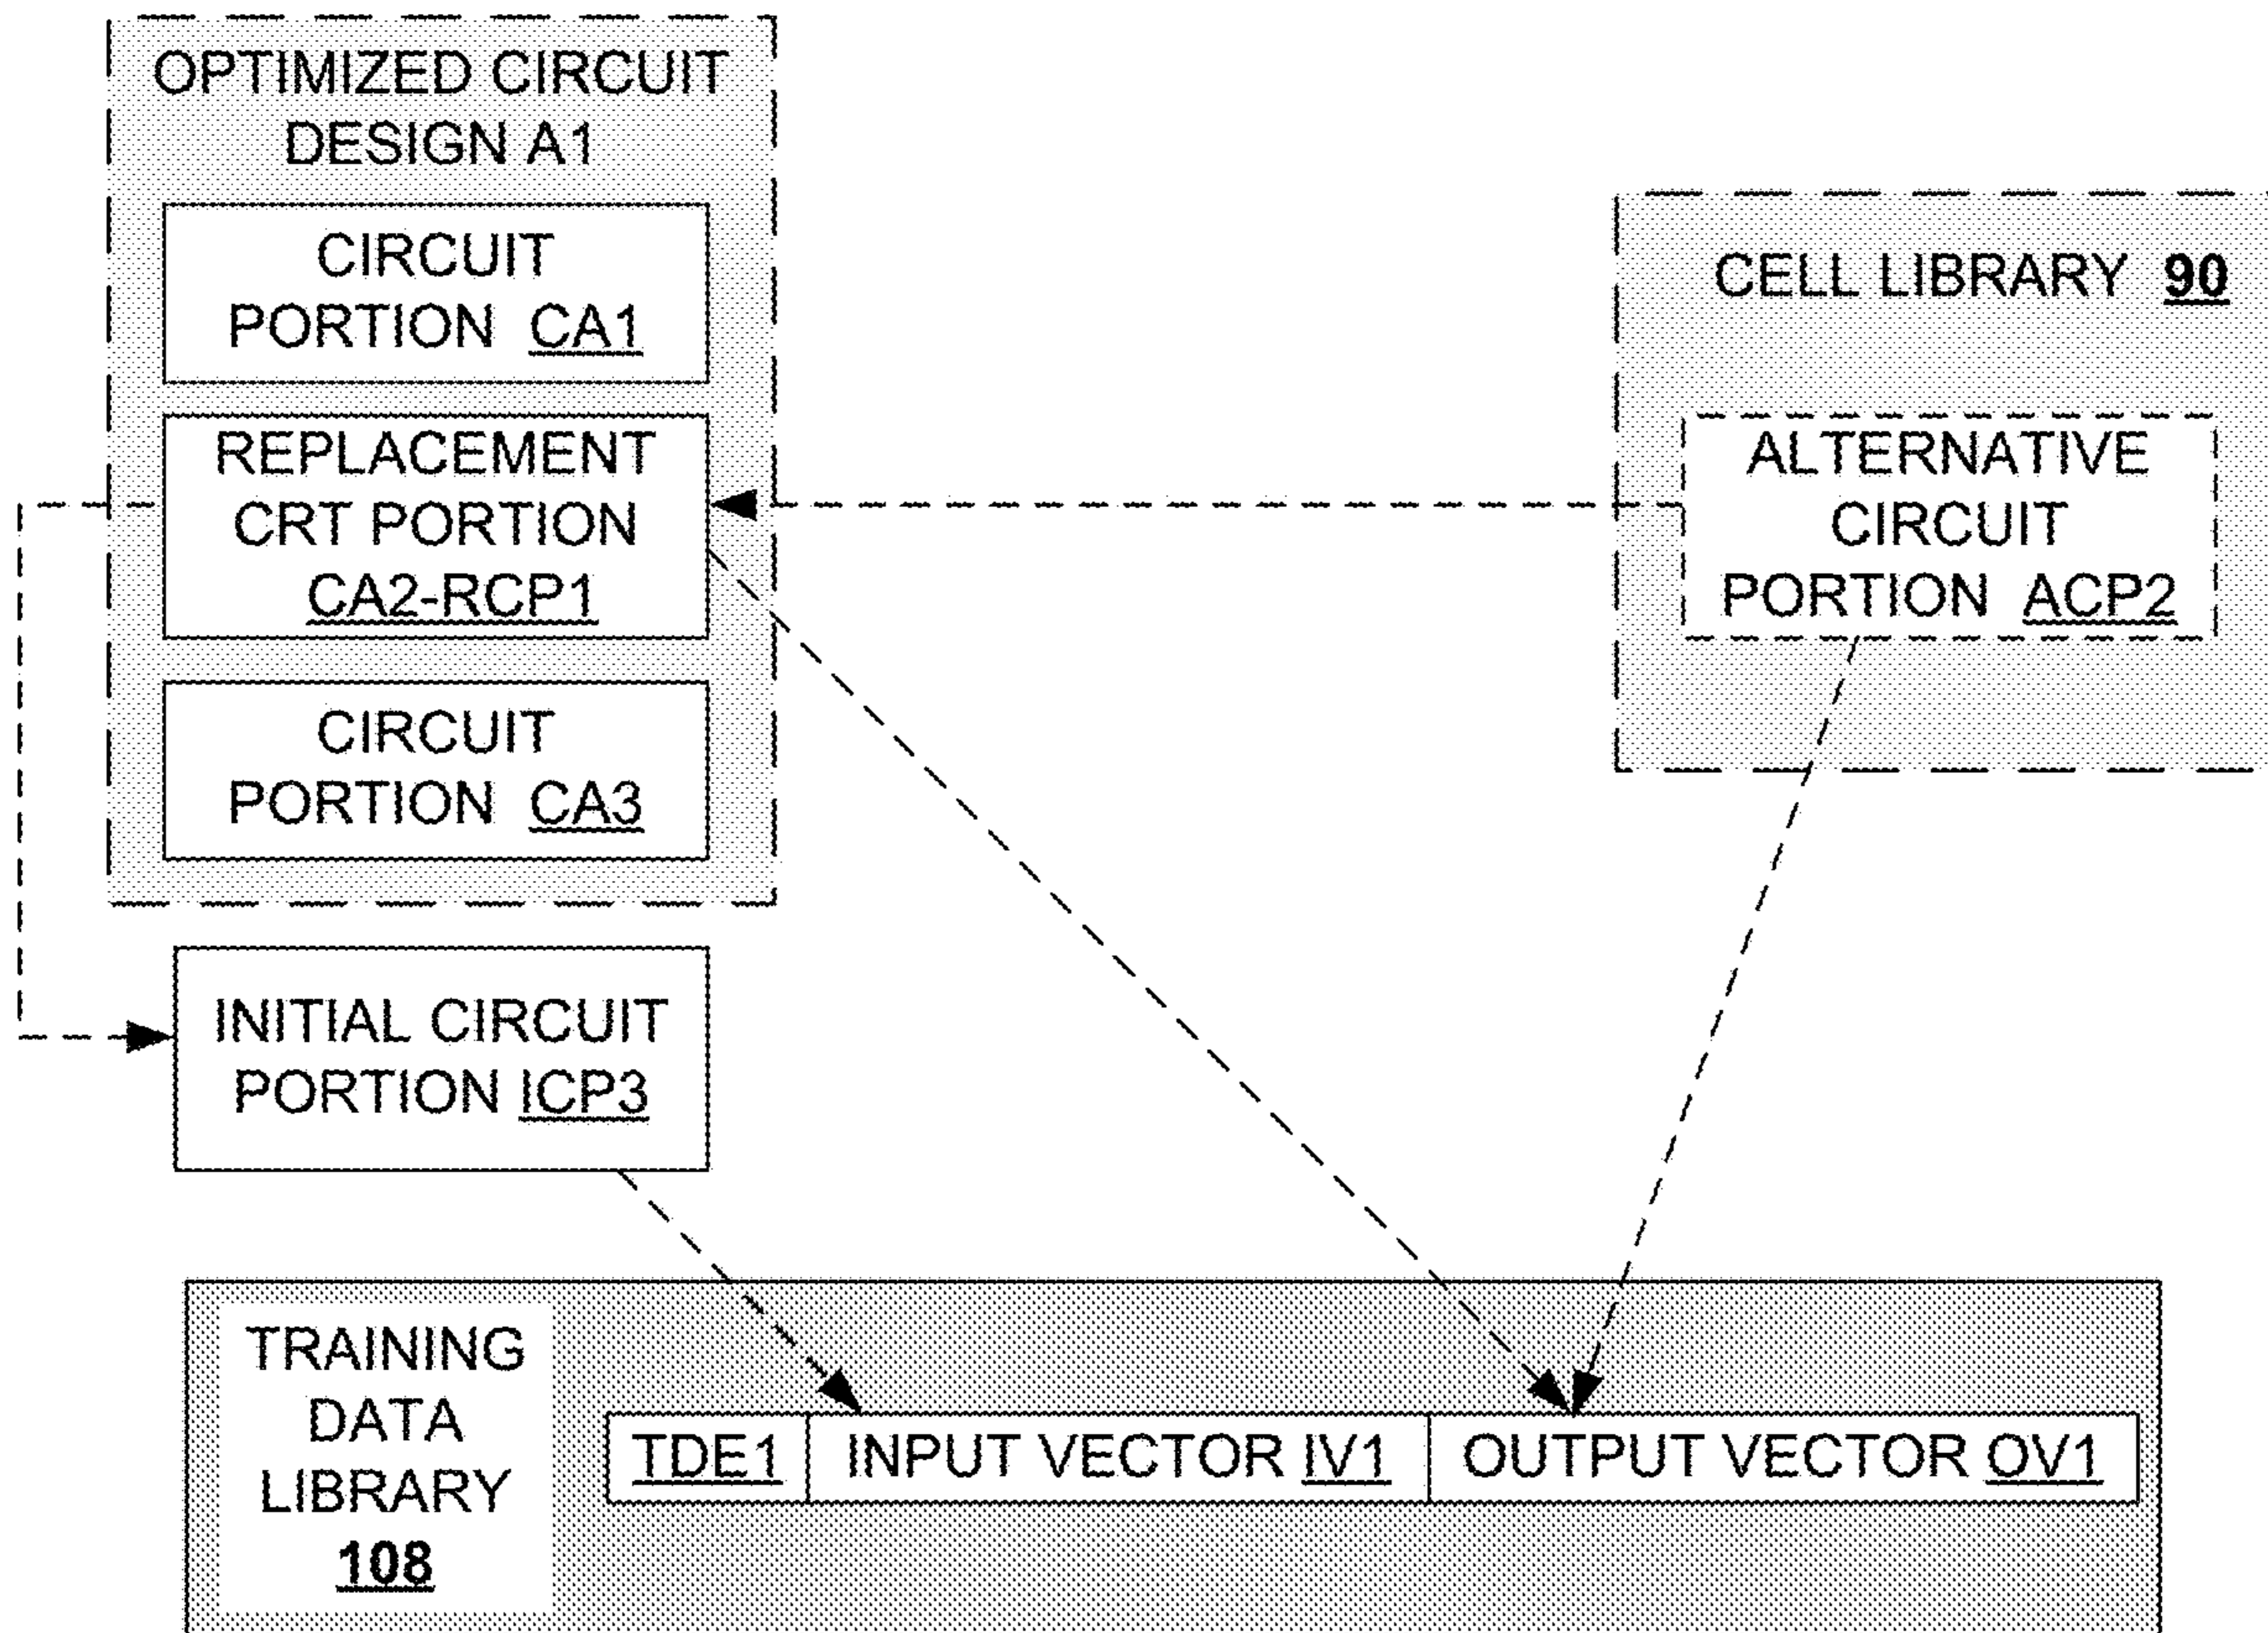 OPTIMIZED CIRCUIT
DESIGN A1
CIRCUIT
PORTION CA1
REPLACEMENT
CRT PORTION
CA2-RCP1
CIRCUIT
PORTION CA3
CELL LIBRARY 90
ALTERNATIVE
CIRCUIT
PORTION ACP2
INITIAL CIRCUIT
PORTION ICP3
TRAINING
DATA
LIBRARY
108
TDE1 INPUT VECTOR IV1 OUTPUT VECTOR OV1